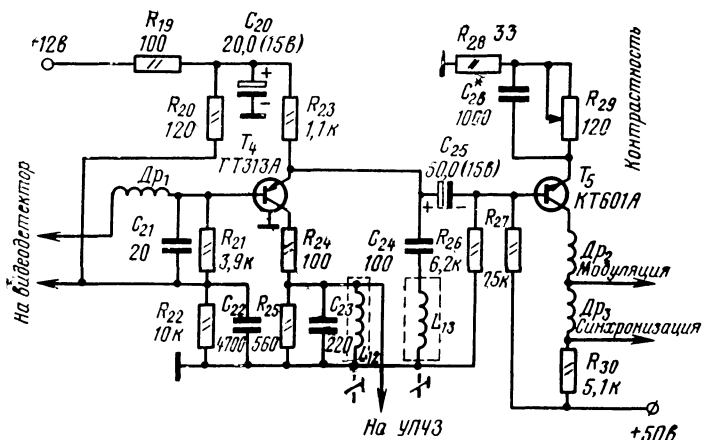 +12в
R19
100
C20
20,0(15в)
+
-
R20
120
R23
1,1к
R28
33
C28*
1000
R29
120
Контрастность
T4
ГТ313А
Др1
На видеодетектор
C21
20
R21
3,9к
R24
100
C25
50,0(15в)
+
-
T5
КТ601А
R22
10к
C22
4700
R25
560
C23
220
L12
C24
100
L13
R26
6,2к
R27
75к
Др2
Модуляция
Др3
Синхронизация
R30
5,1к
На УПЧЗ
+50в